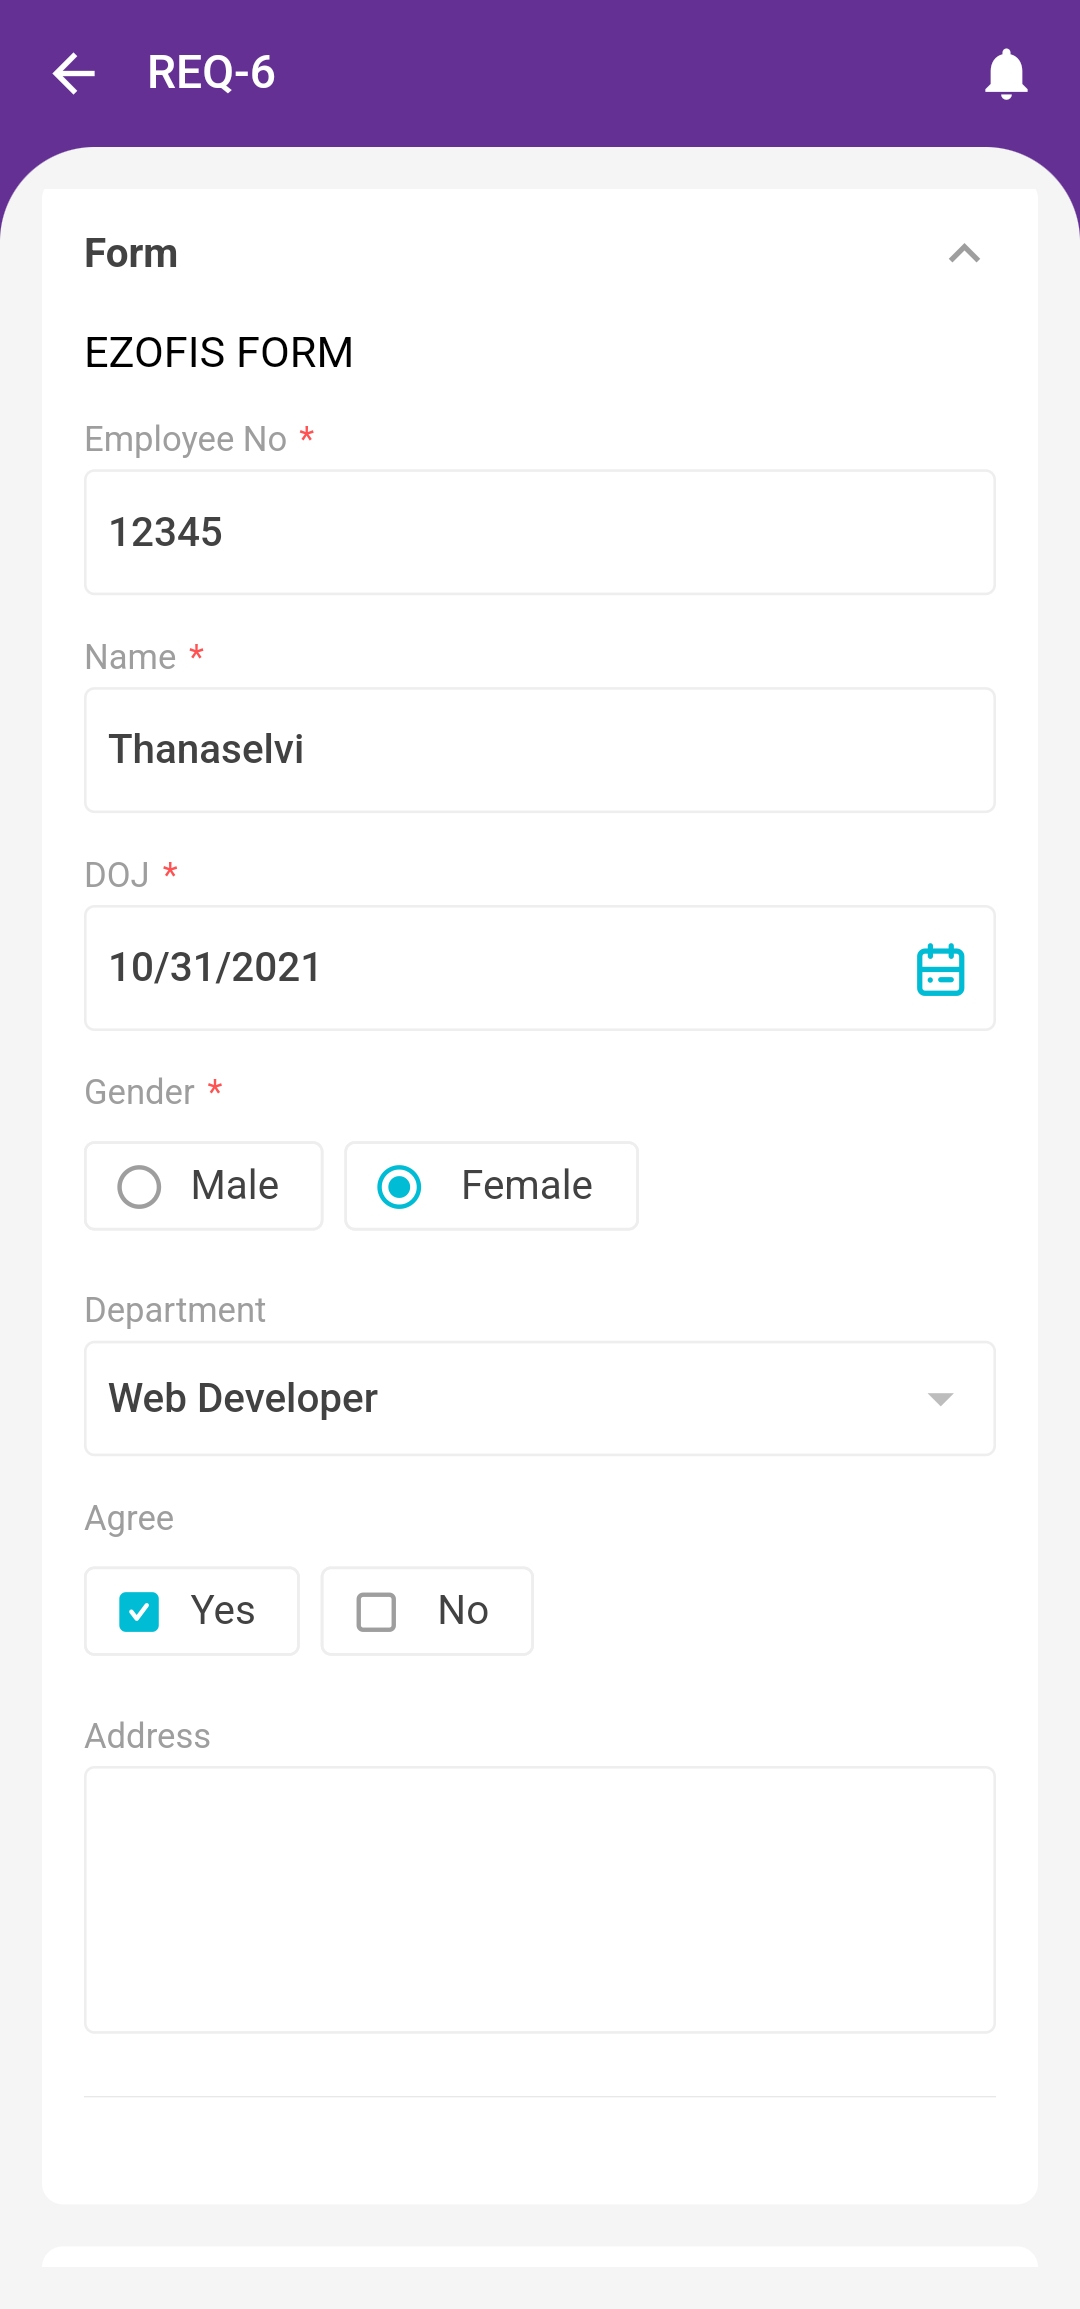 REQ-6
Form
EZOFIS FORM
Employee No *
12345
Name *
Thanaselvi
DOJ *
10/31/2021
Gender *
Male Female
Department
Web Developer
Agree
Yes No
Address